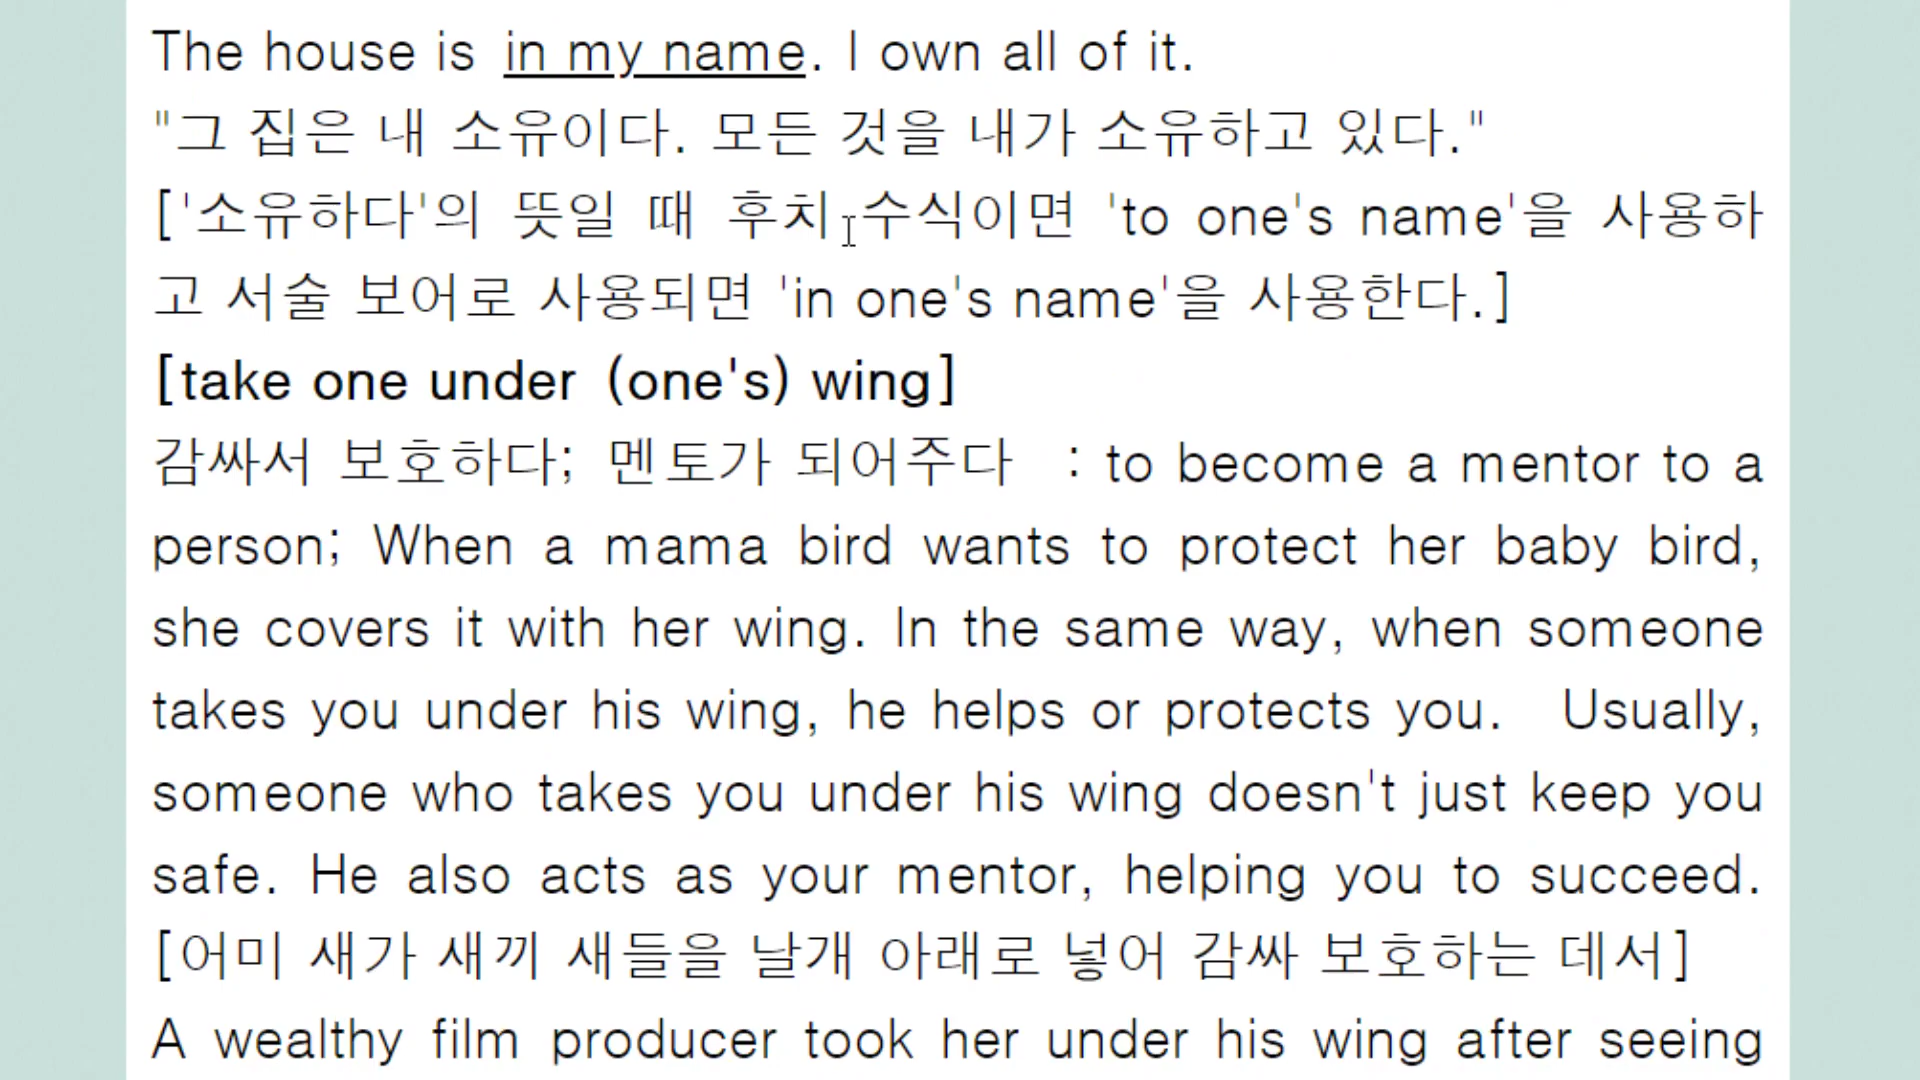 The house is in my name. I own all of it.
"그 집은 내 소유이다. 모든 것을 내가 소유하고 있다."
['소유하다'의 뜻일 때 후치 수식이면 'to one's name'을 사용하
고 서술 보어로 사용되면 'in one's name'을 사용한다.]
[take one under (one's) wing]
감싸서 보호하다; 멘토가 되어주다 : to become a mentor to a
person; When a mama bird wants to protect her baby bird,
she covers it with her wing. In the same way, when someone
takes you under his wing, he helps or protects you. Usually,
someone who takes you under his wing doesn't just keep you
safe. He also acts as your mentor, helping you to succeed.
[어미 새가 새끼 새들을 날개 아래로 넣어 감싸 보호하는 데서]
A wealthy film producer took her under his wing after seeing